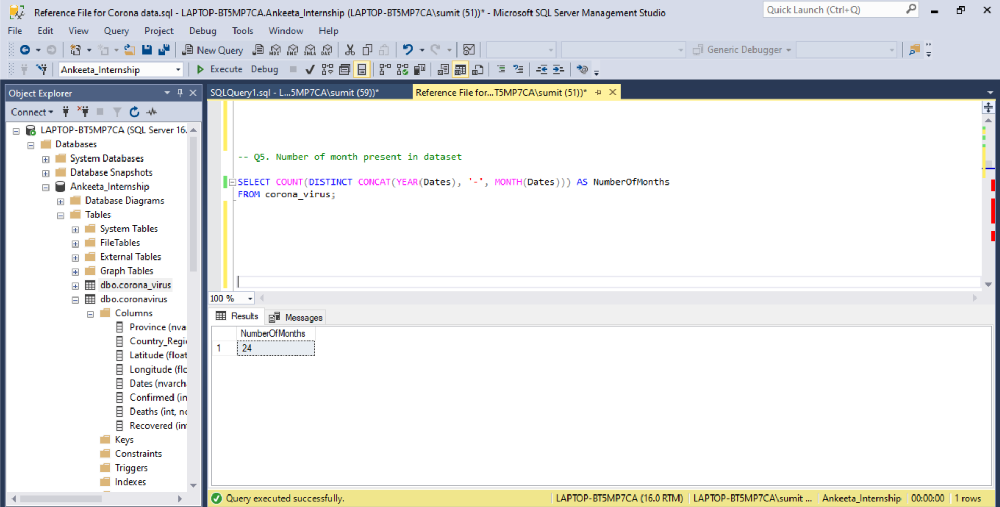 Reference File for Corona data.sql - LAPTOP-BT5MP7CA.Ankeeta_Internship (LAPTOP-BT5MP7CA\sumit (51))* - Microsoft SQL Server Management Studio
Quick Launch (Ctrl+Q)
File Edit View Query Project Debug Tools Window Help
New Query MDX DMX XMLA DAX Generic Debugger
Ankeeta_Internship Execute Debug
Object Explorer
SQLQuery1.sql - L...5MP7CA\sumit (59))*
Reference File for...T5MP7CA\sumit (51))*
Connect
LAPTOP-BT5MP7CA (SQL Server 16.
Databases
System Databases
Database Snapshots
Ankeeta_Internship
Database Diagrams
Tables
System Tables
FileTables
External Tables
Graph Tables
dbo.corona_virus
dbo.coronavirus
Columns
Province (nva
Country_Regi
Latitude (float
Longitude (flo
Dates (nvarch
Confirmed (in
Deaths (int, no
Recovered (in
Keys
Constraints
Triggers
Indexes
-- Q5. Number of month present in dataset
SELECT COUNT(DISTINCT CONCAT(YEAR(Dates), '-', MONTH(Dates))) AS NumberOfMonths
FROM corona_virus;
100 %
Results Messages
NumberOfMonths
1 24
Query executed successfully.
LAPTOP-BT5MP7CA (16.0 RTM) LAPTOP-BT5MP7CA\sumit ... Ankeeta_Internship 00:00:00 1 rows